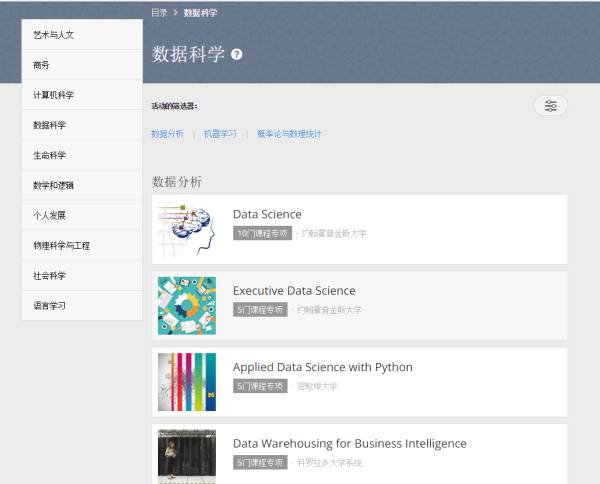 目录 > 数据科学
数据科学 ?
艺术与人文
商务
计算机科学
数据科学
生命科学
数学和逻辑
个人发展
物理科学与工程
社会科学
语言学习
活动的筛选器:
数据分析 | 机器学习 | 概率论与数理统计
数据分析
Data Science
10门课程专项 · 约翰霍普金斯大学
Executive Data Science
5门课程专项 · 约翰霍普金斯大学
Applied Data Science with Python
5门课程专项 · 密歇根大学
Data Warehousing for Business Intelligence
5门课程专项 · 科罗拉多大学系统